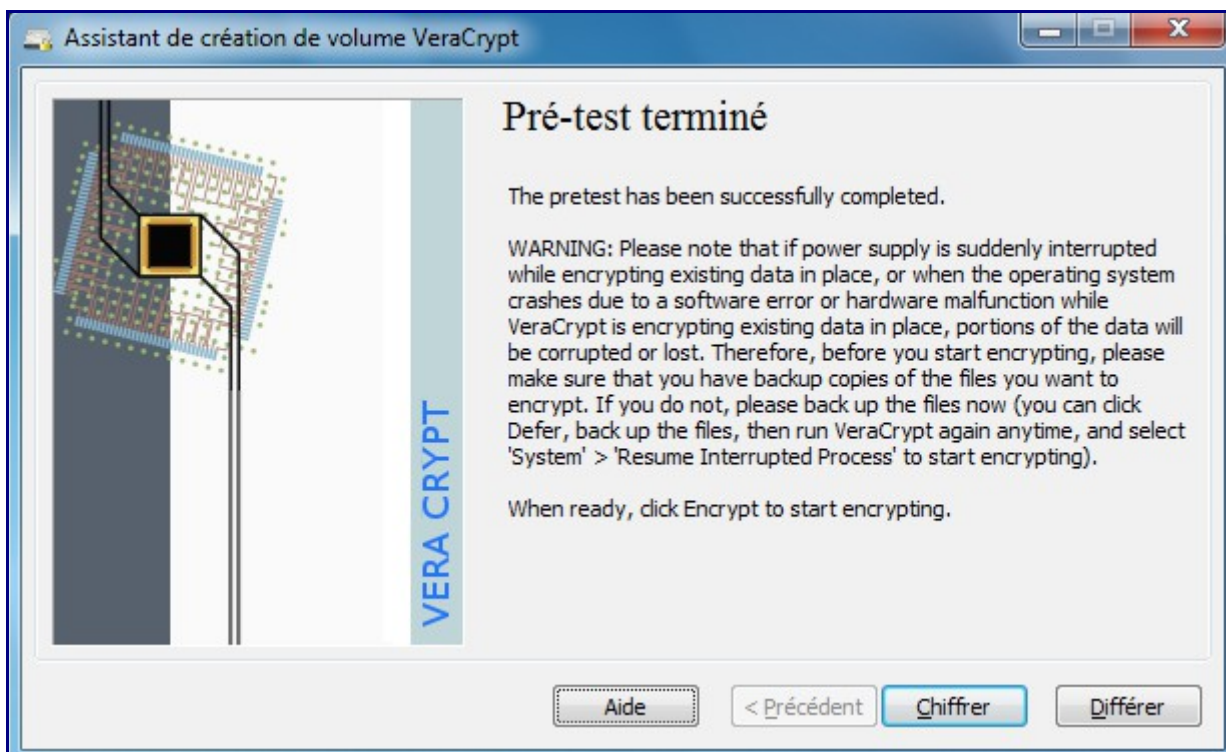 Assistant de création de volume VeraCrypt
Pré-test terminé
The pretest has been successfully completed.
WARNING: Please note that if power supply is suddenly interrupted
while encrypting existing data in place, or when the operating system
crashes due to a software error or hardware malfunction while
VeraCrypt is encrypting existing data in place, portions of the data will
be corrupted or lost. Therefore, before you start encrypting, please
make sure that you have backup copies of the files you want to
encrypt. If you do not, please back up the files now (you can click
Defer, back up the files, then run VeraCrypt again anytime, and select
'System' > 'Resume Interrupted Process' to start encrypting).
When ready, click Encrypt to start encrypting.
VERA CRYPT
Aide
< Précédent
Chiffrer
Différer